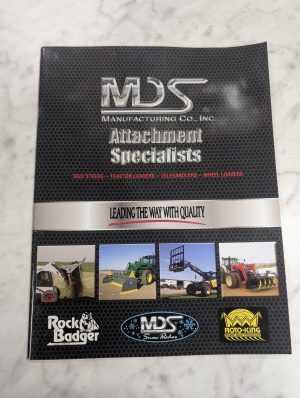 MDS
MANUFACTURING CO., INC.
Attachment
Specialists
SKID STEERS – TRACTOR LOADERS – TELEHANDLERS – WHEEL LOADERS
LEADING THE WAY WITH QUALITY
Rock
Badger
MDS
Snow Pusher
ROTO-KING